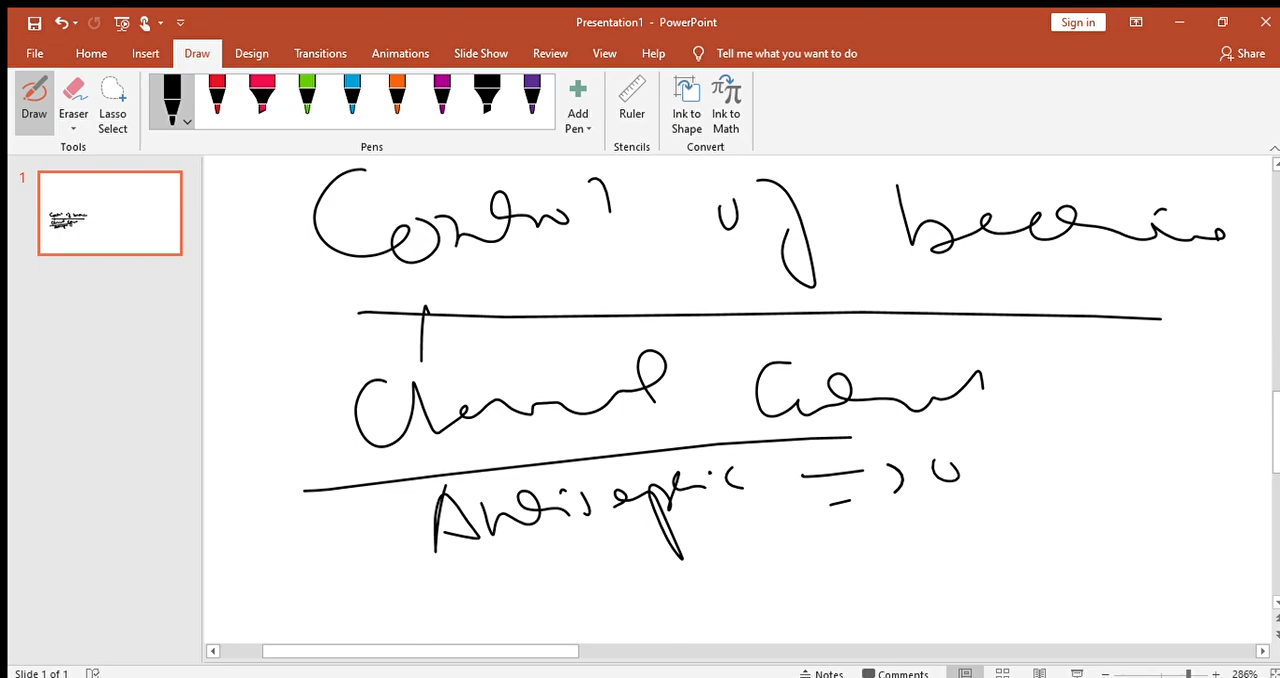 Presentation1 - PowerPoint
Sign in
File Home Insert Draw Design Transitions Animations Slide Show Review View Help Tell me what you want to do Share
Draw Eraser Lasso Select Add Pen Ruler Ink to Shape Ink to Math
Tools Pens Stencils Convert
1
Control of bacteria
Chemical
Antiseptic =>
Slide 1 of 1 Notes Comments 286%